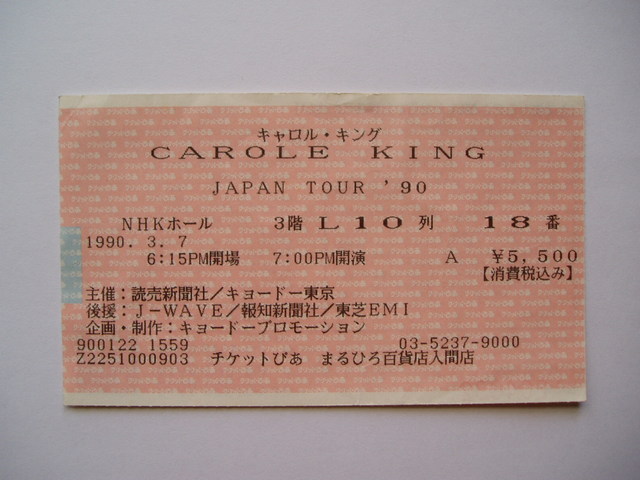 キャロル・キング
CAROLE KING
JAPAN TOUR '90
NHKホール 3階 L10列 18番
1990. 3. 7
6:15PM開場 7:00PM開演 A ¥5,500
【消費税込み】
主催:読売新聞社/キョードー東京
後援:J-WAVE/報知新聞社/東芝EMI
企画・制作:キョードープロモーション
900122 1559 03-5237-9000
Z2251000903 チケットぴあ まるひろ百貨店入間店